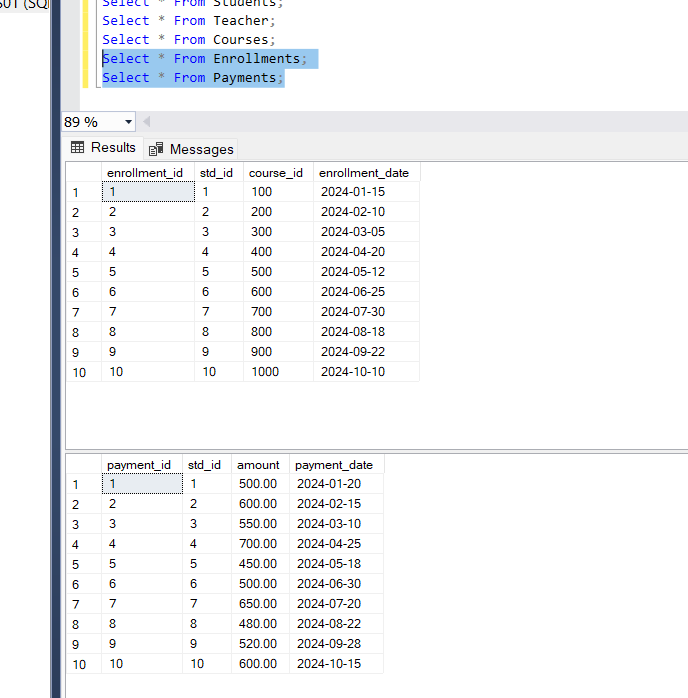 S01 (SQL
Select * From Students;
Select * From Teacher;
Select * From Courses;
Select * From Enrollments;
Select * From Payments;
89 %
Results Messages
enrollment_id std_id course_id enrollment_date
1 1 1 100 2024-01-15
2 2 2 200 2024-02-10
3 3 3 300 2024-03-05
4 4 4 400 2024-04-20
5 5 5 500 2024-05-12
6 6 6 600 2024-06-25
7 7 7 700 2024-07-30
8 8 8 800 2024-08-18
9 9 9 900 2024-09-22
10 10 10 1000 2024-10-10
payment_id std_id amount payment_date
1 1 1 500.00 2024-01-20
2 2 2 600.00 2024-02-15
3 3 3 550.00 2024-03-10
4 4 4 700.00 2024-04-25
5 5 5 450.00 2024-05-18
6 6 6 500.00 2024-06-30
7 7 7 650.00 2024-07-20
8 8 8 480.00 2024-08-22
9 9 9 520.00 2024-09-28
10 10 10 600.00 2024-10-15